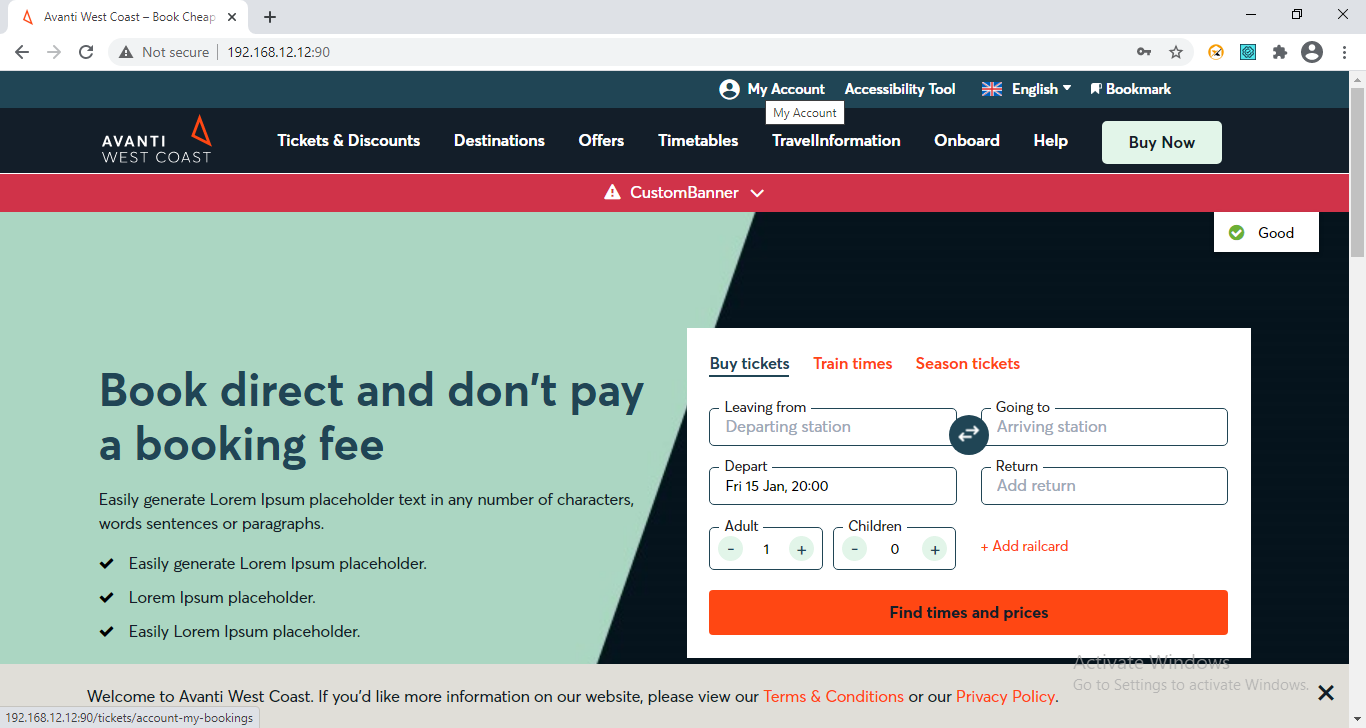 Avanti West Coast – Book Cheap
Not secure
192.168.12.12:90
My Account
Accessibility Tool
English
Bookmark
My Account
AVANTI
WEST COAST
Tickets & Discounts
Destinations
Offers
Timetables
TravelInformation
Onboard
Help
Buy Now
CustomBanner
Good
Book direct and don't pay
a booking fee
Easily generate Lorem Ipsum placeholder text in any number of characters,
words sentences or paragraphs.
Easily generate Lorem Ipsum placeholder.
Lorem Ipsum placeholder.
Easily Lorem Ipsum placeholder.
Buy tickets
Train times
Season tickets
Leaving from
Departing station
Going to
Arriving station
Depart
Fri 15 Jan, 20:00
Return
Add return
Adult
- 1 +
Children
- 0 +
+ Add railcard
Find times and prices
Activate Windows
Go to Settings to activate Windows.
Welcome to Avanti West Coast. If you'd like more information on our website, please view our Terms & Conditions or our Privacy Policy.
192.168.12.12:90/tickets/account-my-bookings